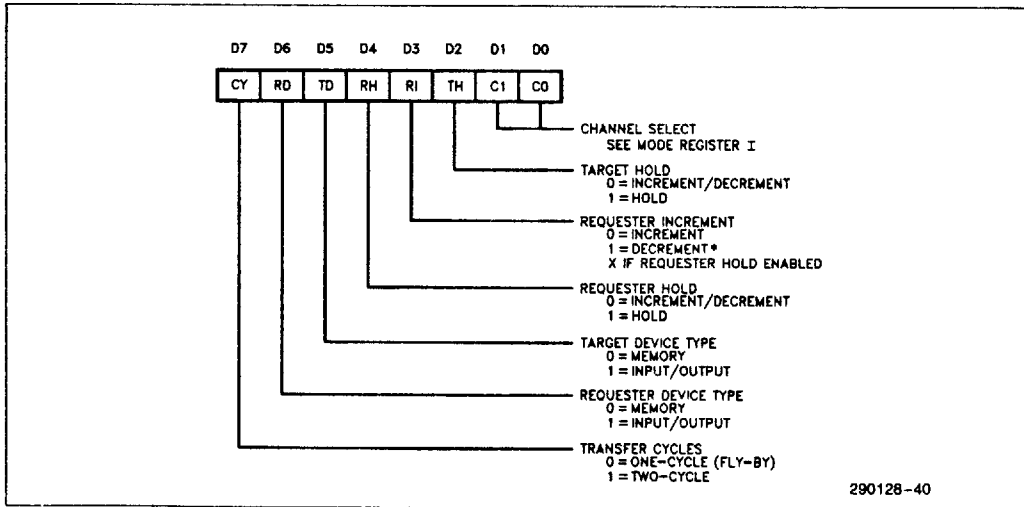 D7 D6 D5 D4 D3 D2 D1 D0
CY RD TD RH RI TH C1 C0
CHANNEL SELECT
SEE MODE REGISTER I
TARGET HOLD
0 = INCREMENT/DECREMENT
1 = HOLD
REQUESTER INCREMENT
0 = INCREMENT
1 = DECREMENT*
X IF REQUESTER HOLD ENABLED
REQUESTER HOLD
0 = INCREMENT/DECREMENT
1 = HOLD
TARGET DEVICE TYPE
0 = MEMORY
1 = INPUT/OUTPUT
REQUESTER DEVICE TYPE
0 = MEMORY
1 = INPUT/OUTPUT
TRANSFER CYCLES
0 = ONE-CYCLE (FLY-BY)
1 = TWO-CYCLE
290128-40